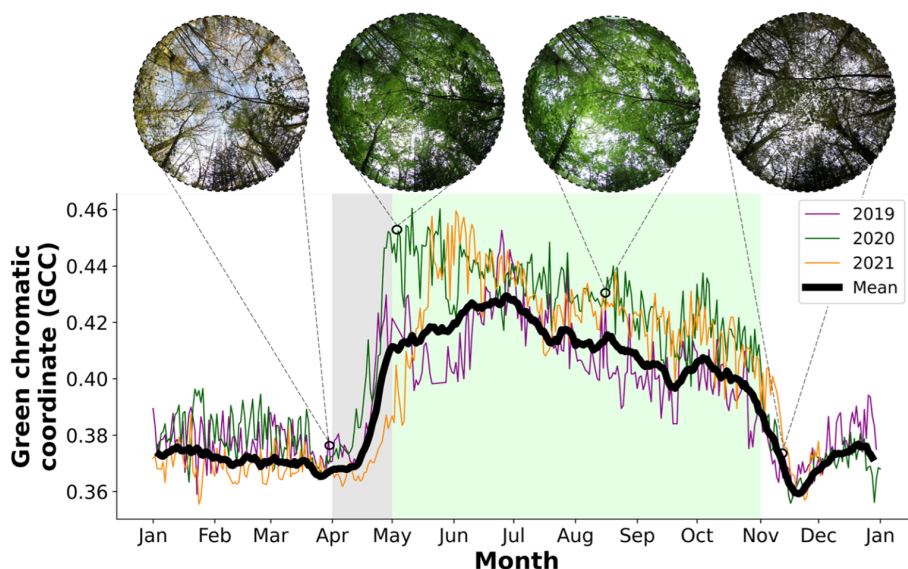 0.46
0.44
0.42
0.40
0.38
0.36
Green chromatic
coordinate (GCC)
2019
2020
2021
Mean
Jan Feb Mar Apr May Jun Jul Aug Sep Oct Nov Dec Jan
Month